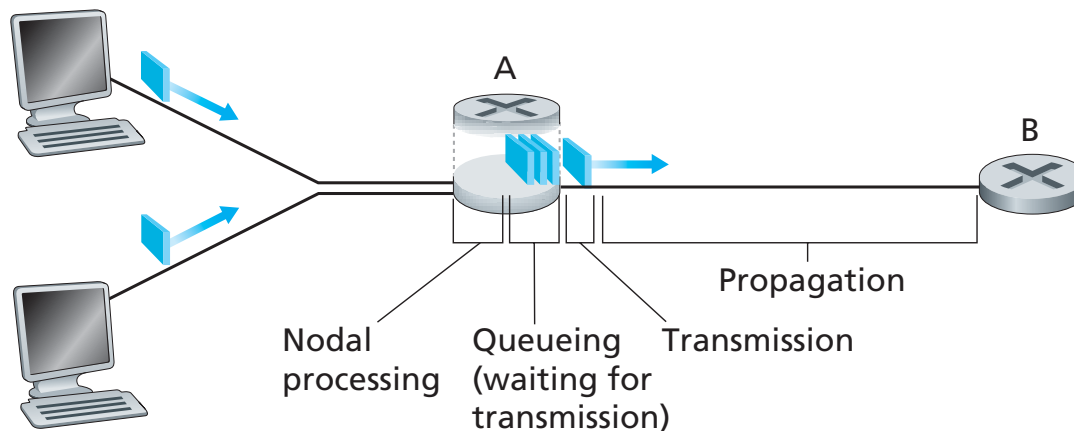 A
B
Propagation
Nodal
processing
Queueing
(waiting for
transmission)
Transmission